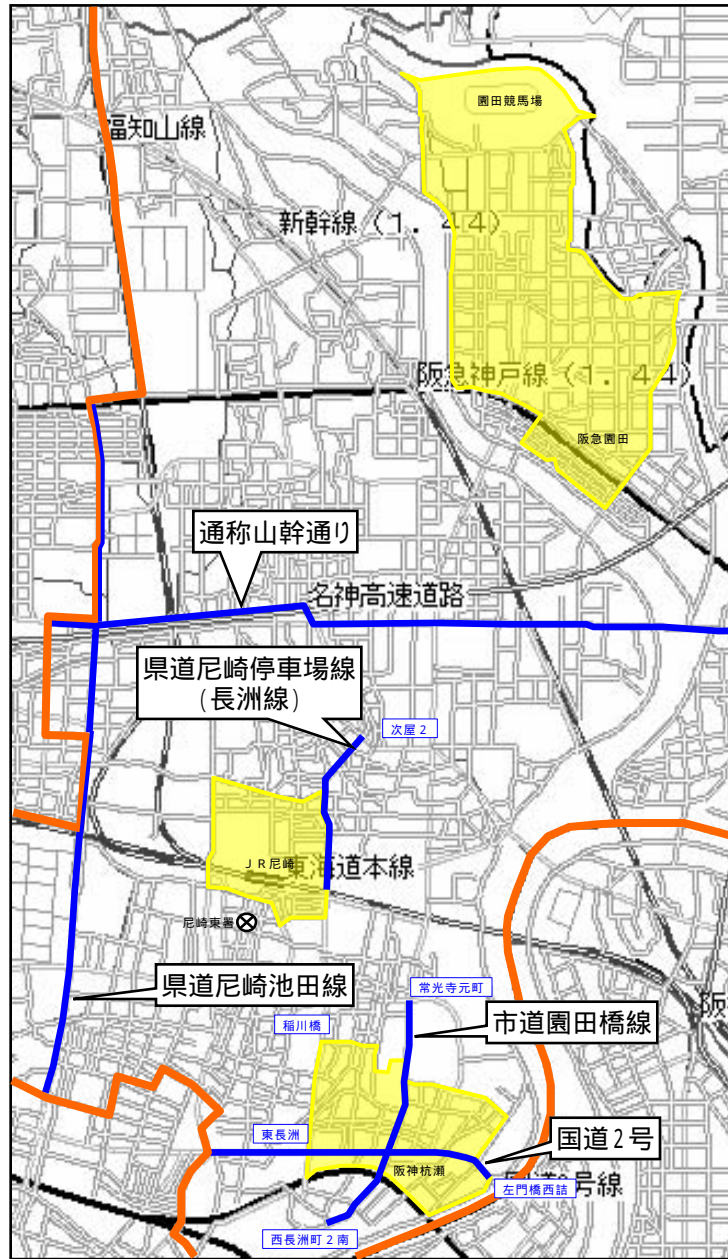 園田競馬場
福知山線
新幹線(1.44)
阪急神戸線(1.44)
阪急園田
通称山幹通り
名神高速道路
県道尼崎停車場線
(長洲線)
次屋2
JR尼崎
東海道本線
尼崎東署
県道尼崎池田線
常光寺元町
阪
稲川橋
市道園田橋線
東長洲
国道2号
阪神杭瀬
左門橋西詰
号線
西長洲町2南